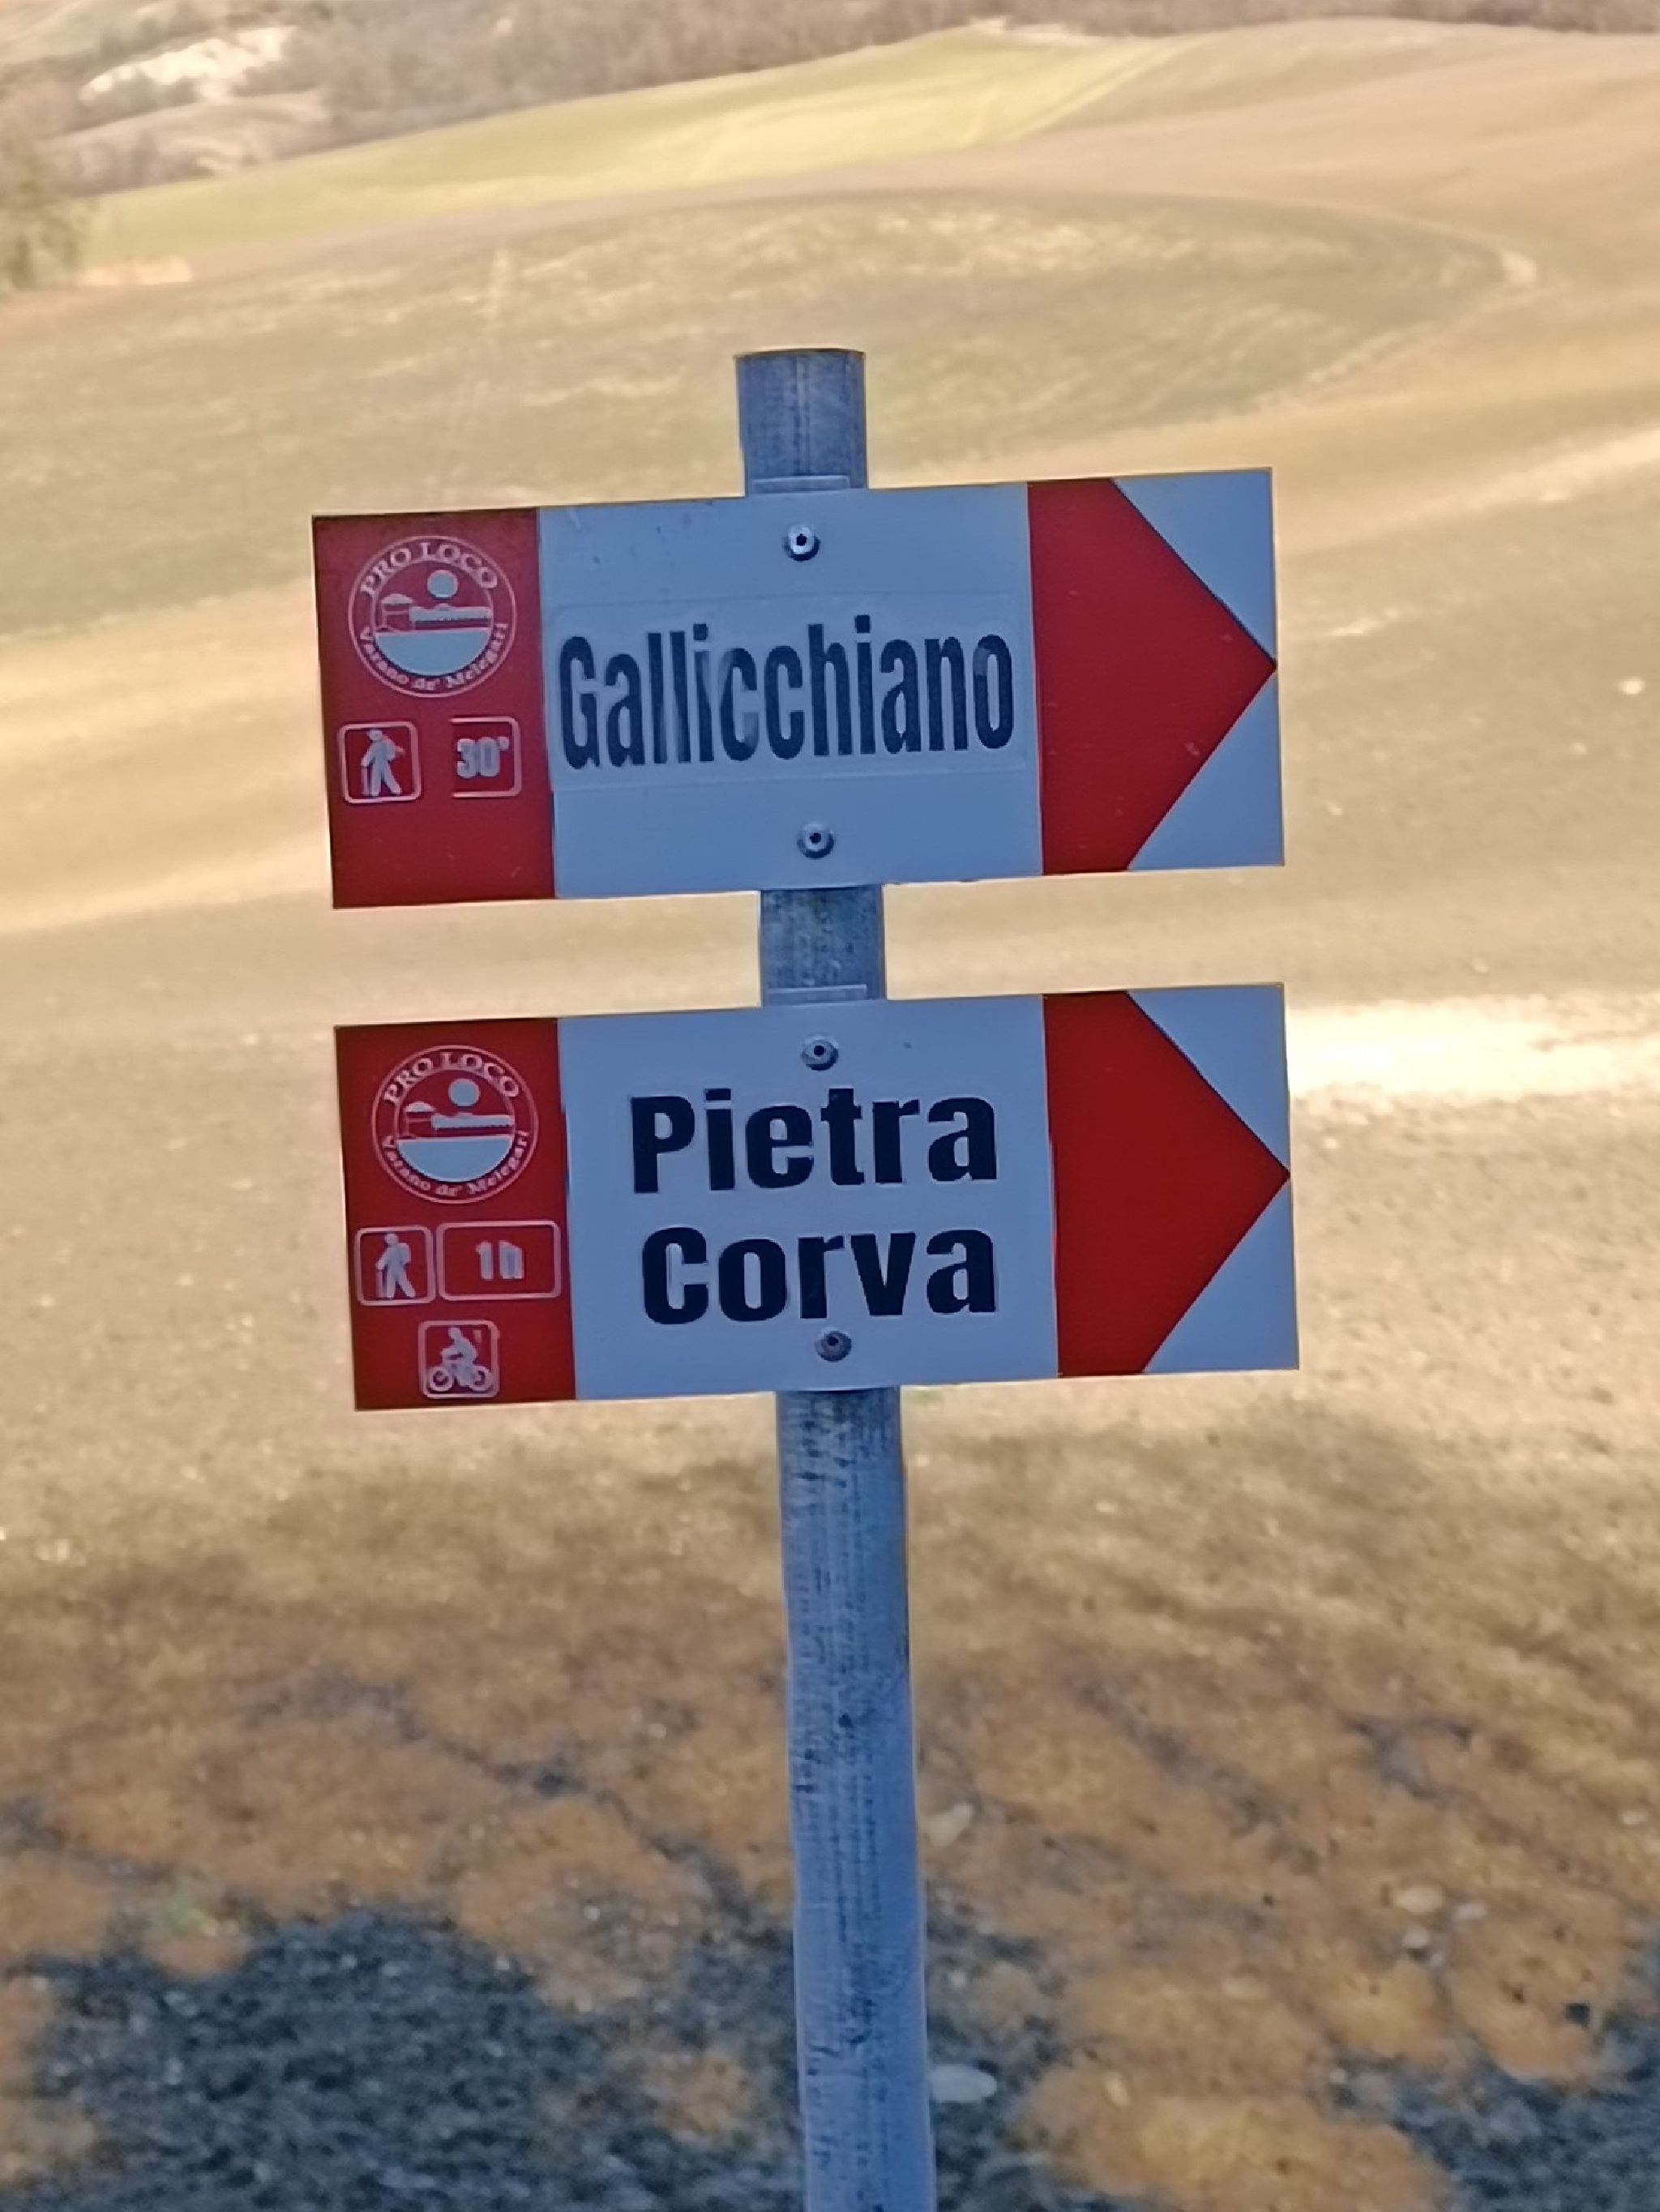 PRO LOCO
Varano de' Melegari
30'
Gallicchiano
PRO LOCO
Varano de' Melegari
1h
Pietra
Corva